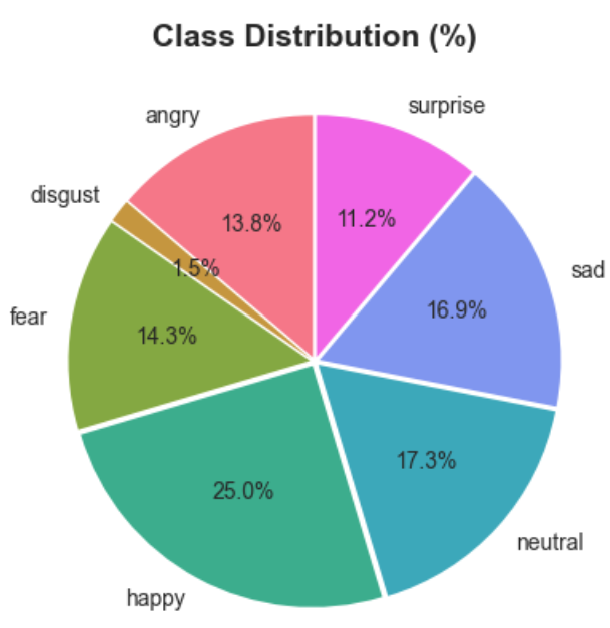 Class Distribution (%)
surprise
angry
disgust
13.8%
11.2%
1.5%
sad
fear
14.3%
16.9%
17.3%
25.0%
neutral
happy